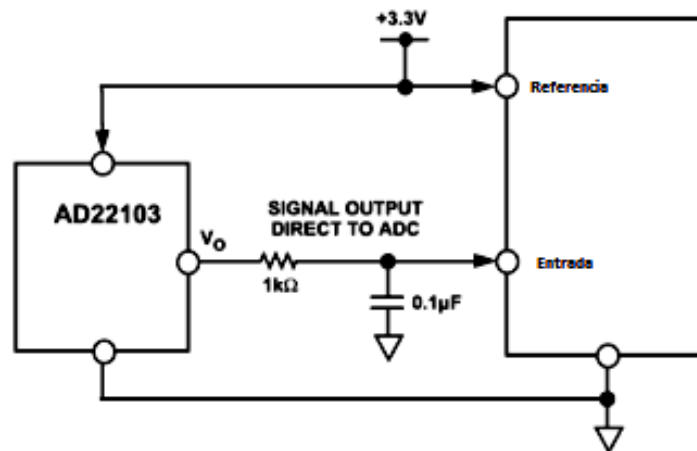 +3.3V
Referencia
AD22103
SIGNAL OUTPUT
DIRECT TO ADC
VO
1kΩ
Entrada
0.1µF